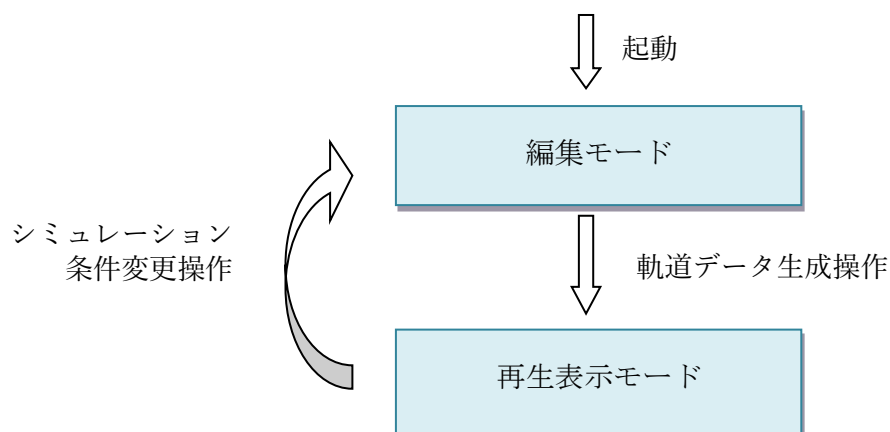 起動
編集モード
シミュレーション
条件変更操作
軌道データ生成操作
再生表示モード